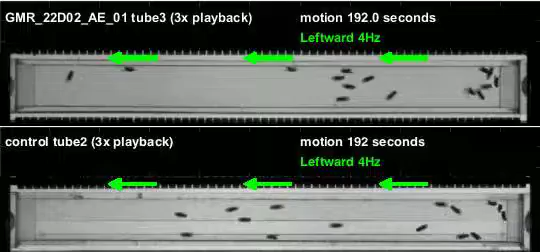 GMR_22D02_AE_01 tube3 (3x playback)
motion 192.0 seconds
Leftward 4Hz
control tube2 (3x playback)
motion 192 seconds
Leftward 4Hz